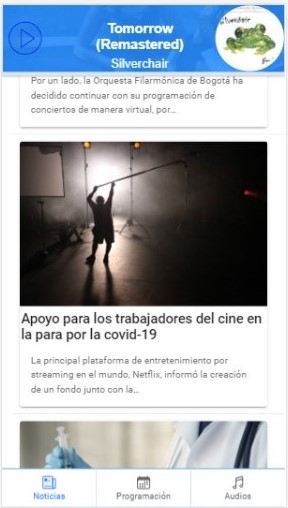 Tomorrow
(Remastered)
Silverchair
silverchair
Por un lado, la Orquesta Filarmónica de Bogotá ha
decidido continuar con su programación de
conciertos de manera virtual, por...
Apoyo para los trabajadores del cine en
la para por la covid-19
La principal plataforma de entretenimiento por
streaming en el mundo, Netflix, informó la creación
de un fondo junto con la...
Noticias
Programación
Audios